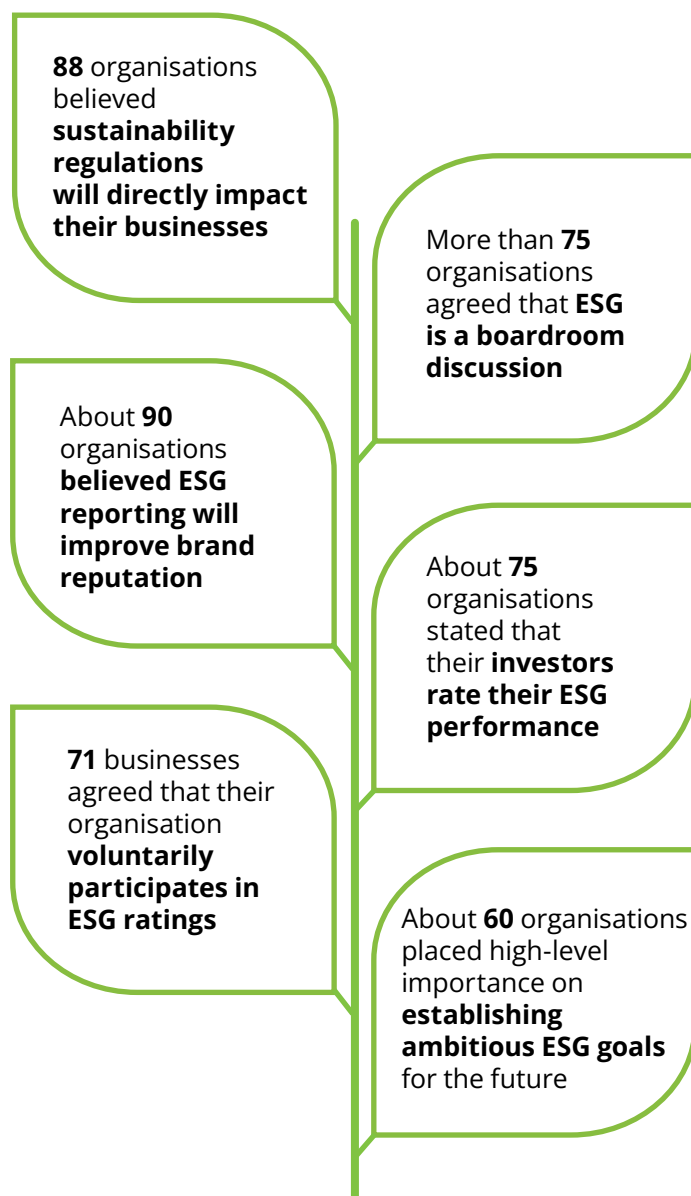 88 organisations
believed
sustainability
regulations
will directly impact
their businesses
More than 75
organisations
agreed that ESG
is a boardroom
discussion
About 90
organisations
believed ESG
reporting will
improve brand
reputation
About 75
organisations
stated that
their investors
rate their ESG
performance
71 businesses
agreed that their
organisation
voluntarily
participates in
ESG ratings
About 60 organisations
placed high-level
importance on
establishing
ambitious ESG goals
for the future